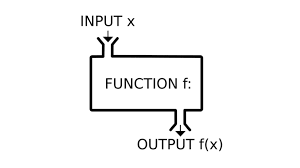 INPUT x
FUNCTION f:
OUTPUT f(x)